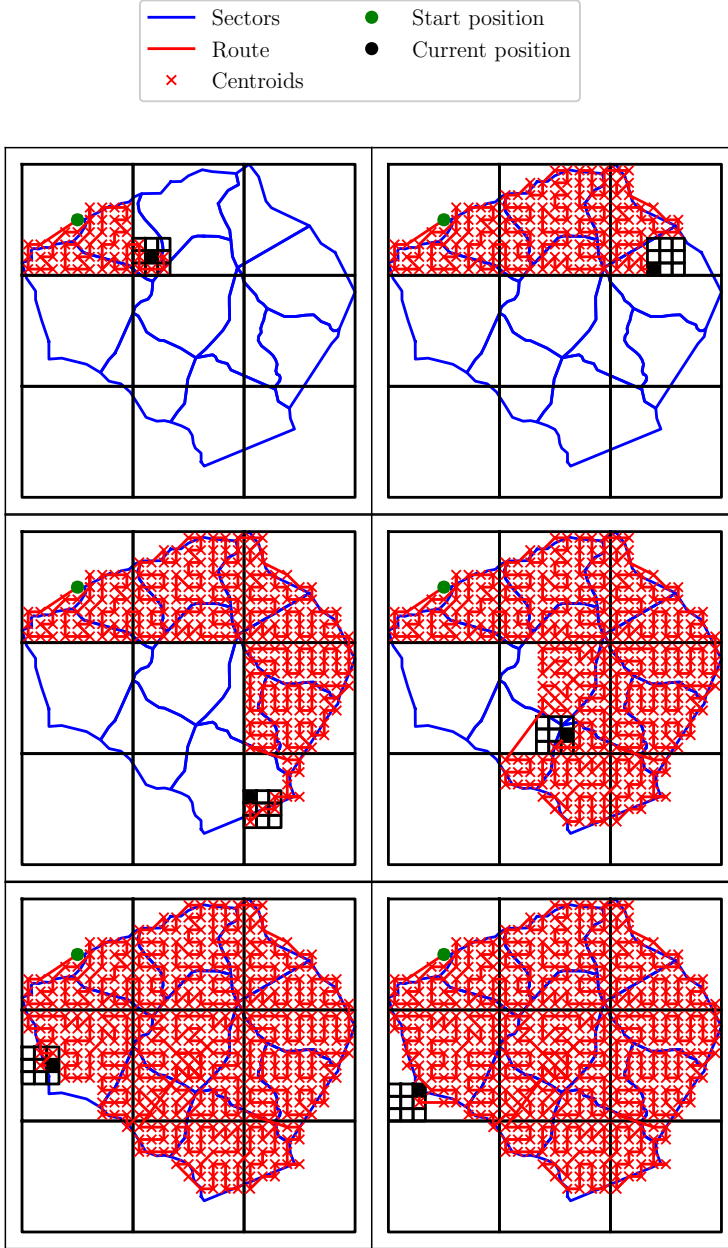 Sectors
Route
Centroids
Start position
Current position